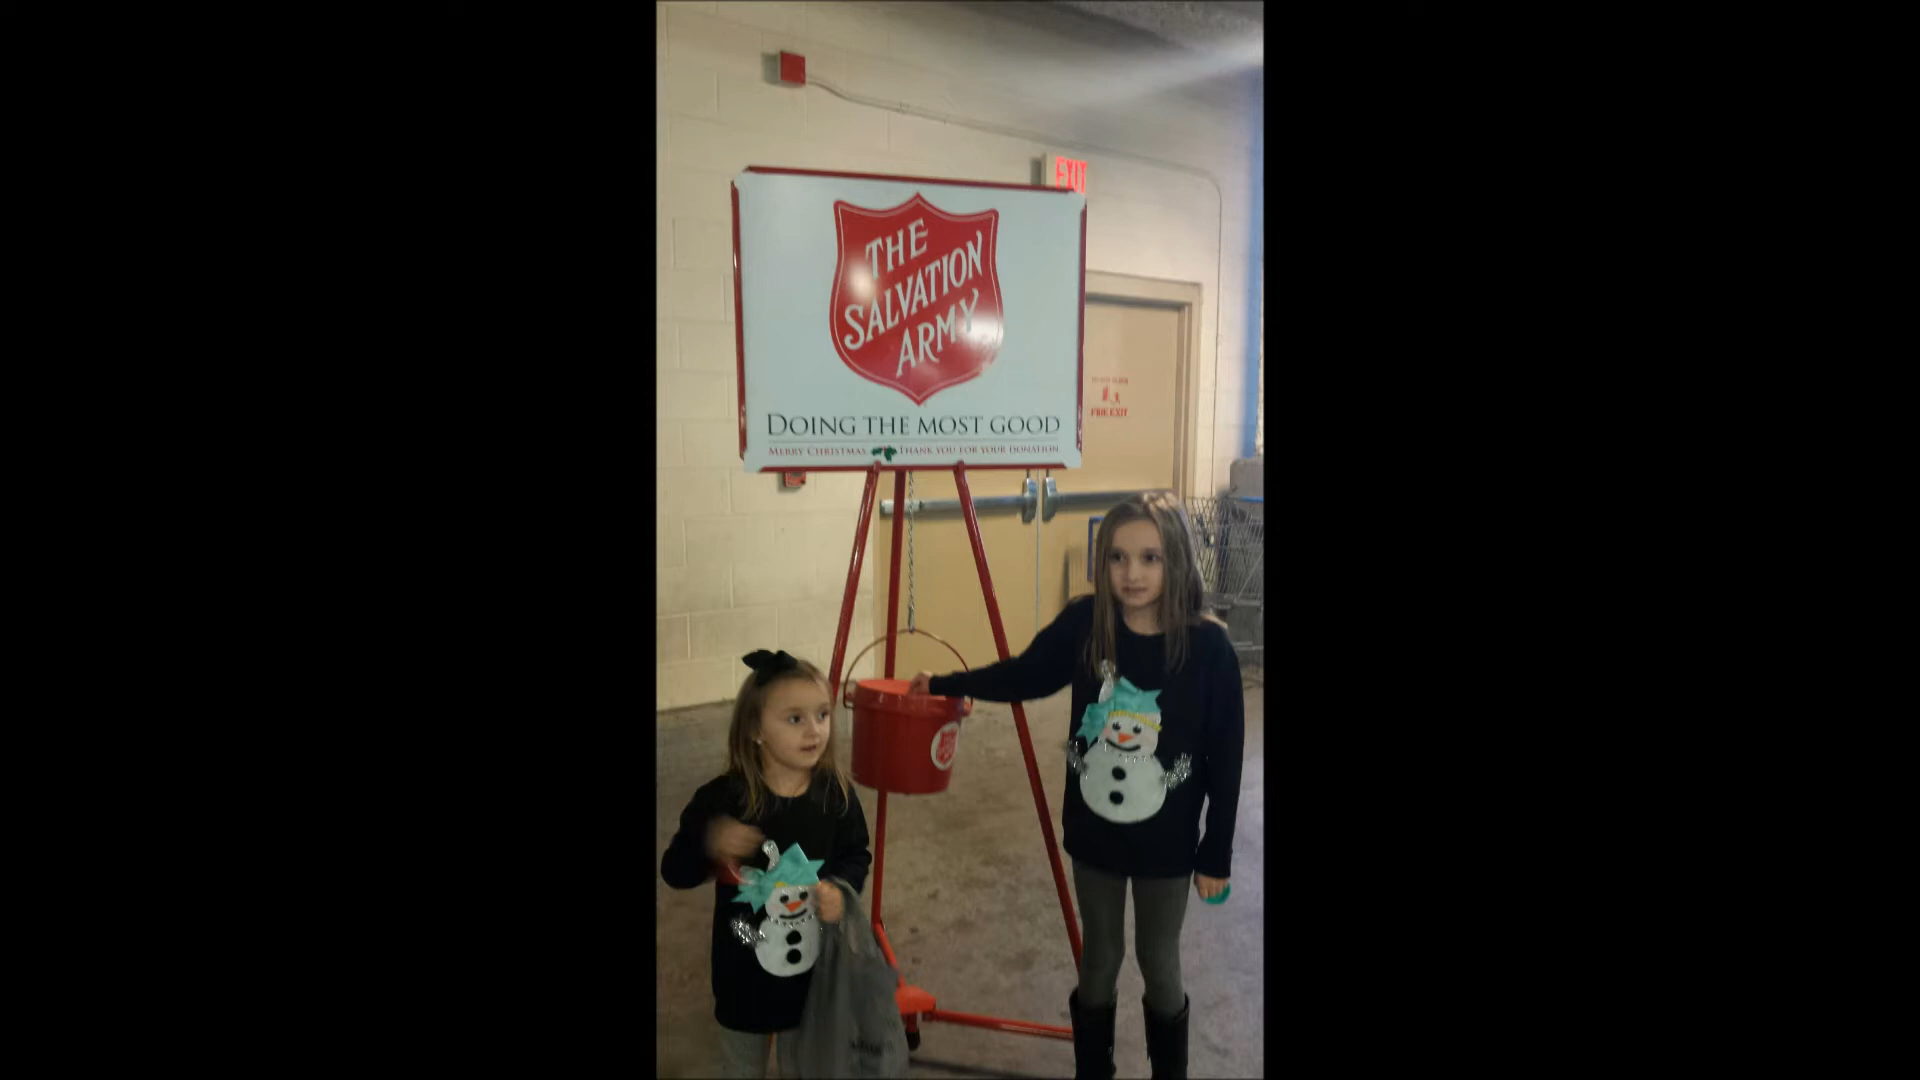 EXIT
THE
SALVATION
ARMY
DOING THE MOST GOOD
MERRY CHRISTMAS THANK YOU FOR YOUR DONATION
FIRE EXIT